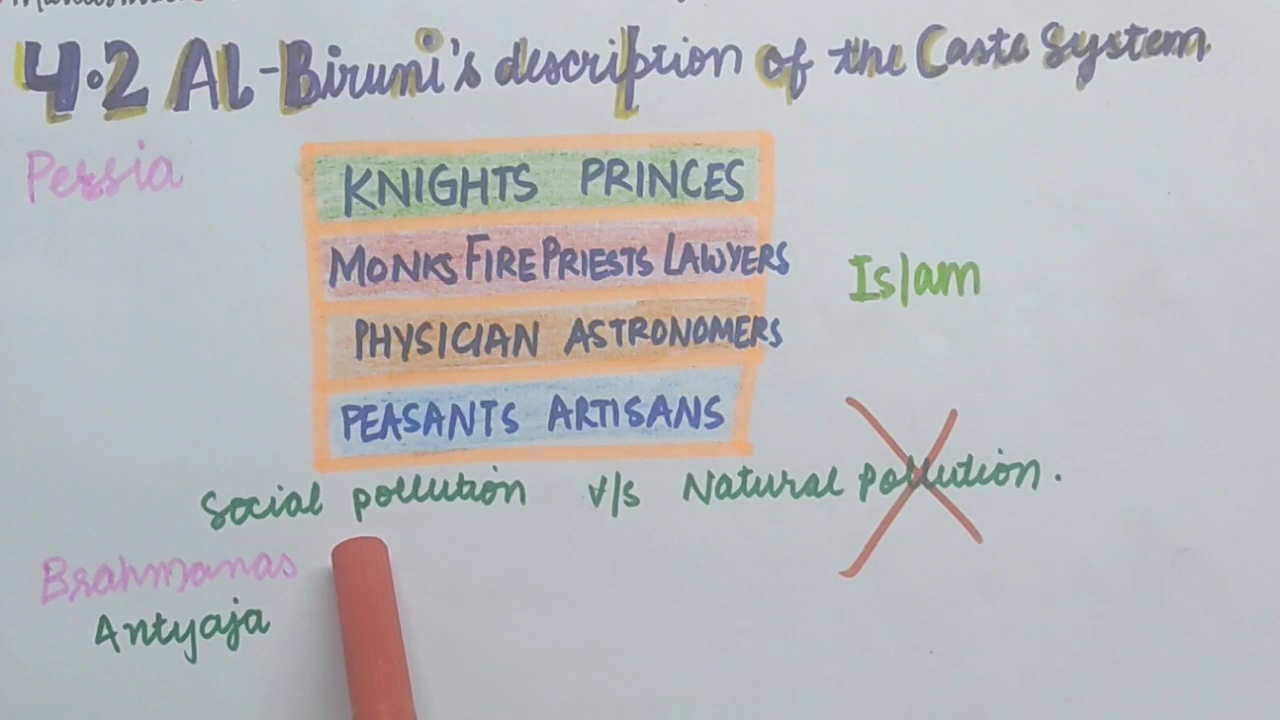 4.2 Al-Biruni's description of the Caste System
Persia
KNIGHTS PRINCES
MONKS FIRE PRIESTS LAWYERS
Islam
PHYSICIAN ASTRONOMERS
PEASANTS ARTISANS
Social pollution v/s Natural pollution.
Brahmanas
Antyaja